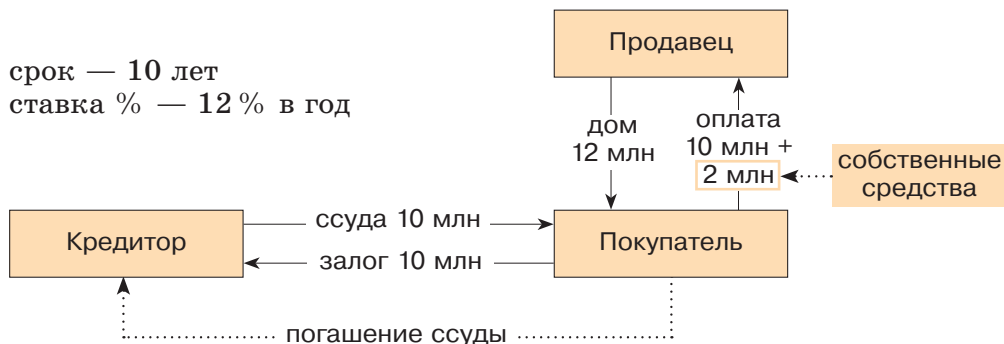 Продавец
срок — 10 лет
ставка % — 12 % в год
дом
12 млн
оплата
10 млн +
2 млн
собственные
средства
Кредитор
ссуда 10 млн
залог 10 млн
Покупатель
погашение ссуды